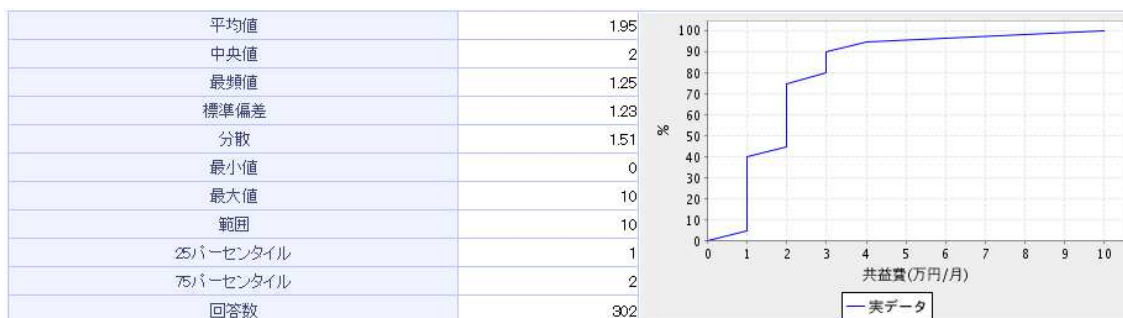 平均値 1.95
中央値 2
最頻値 1.25
標準偏差 1.23
分散 1.51
最小値 0
最大値 10
範囲 10
25パーセンタイル 1
75パーセンタイル 2
回答数 302
100
90
80
70
60
50
40
30
20
10
0
%
0 1 2 3 4 5 6 7 8 9 10
共益費(万円/月)
実データ